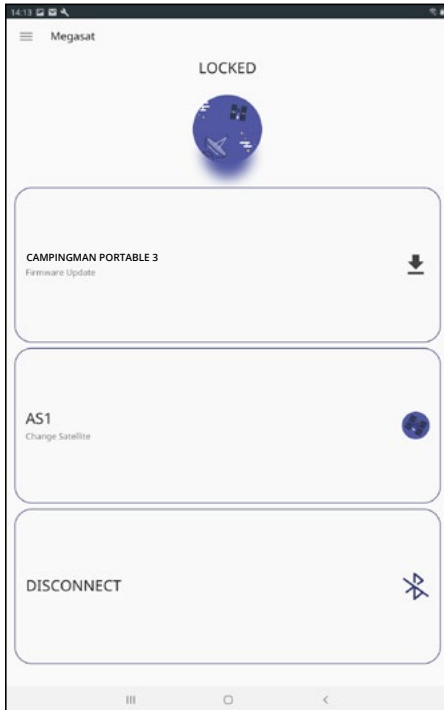 14:13
Megasat
LOCKED
CAMPINGMAN PORTABLE 3
Firmware Update
AS1
Change Satellite
DISCONNECT